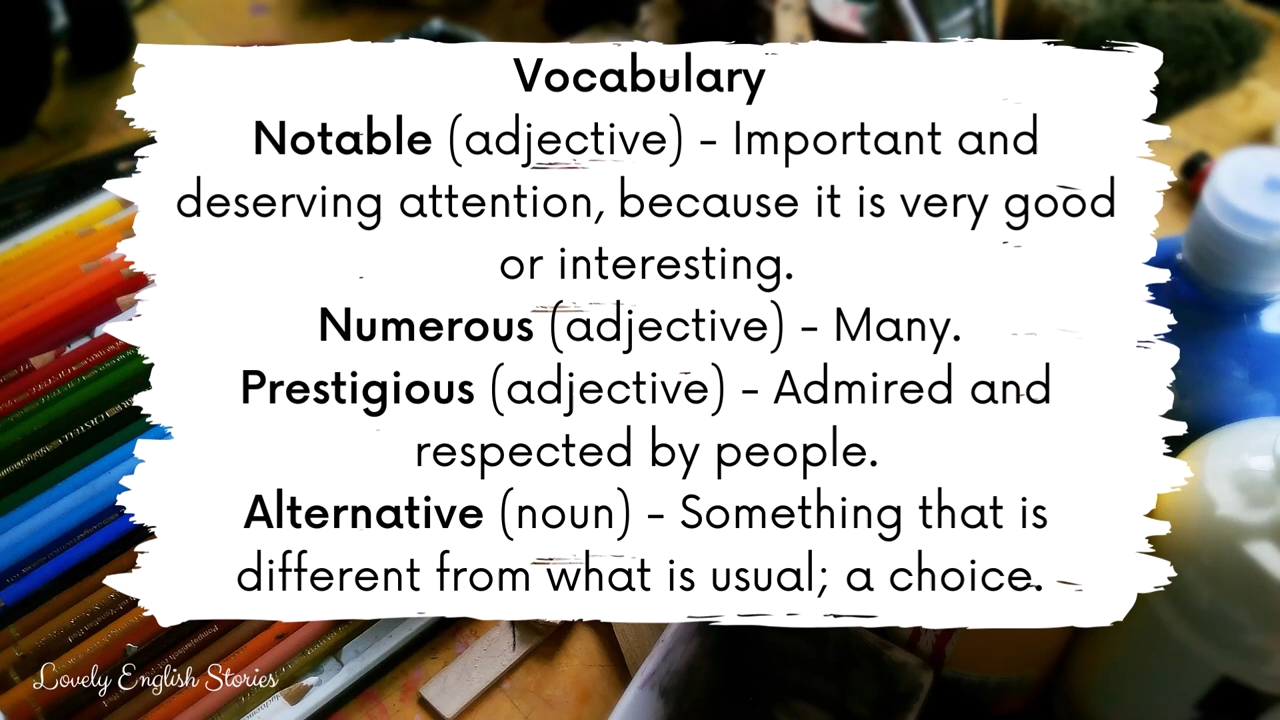 Vocabulary
Notable (adjective) - Important and
deserving attention, because it is very good
or interesting.
Numerous (adjective) - Many.
Prestigious (adjective) - Admired and
respected by people.
Alternative (noun) - Something that is
different from what is usual; a choice.
Lovely English Stories